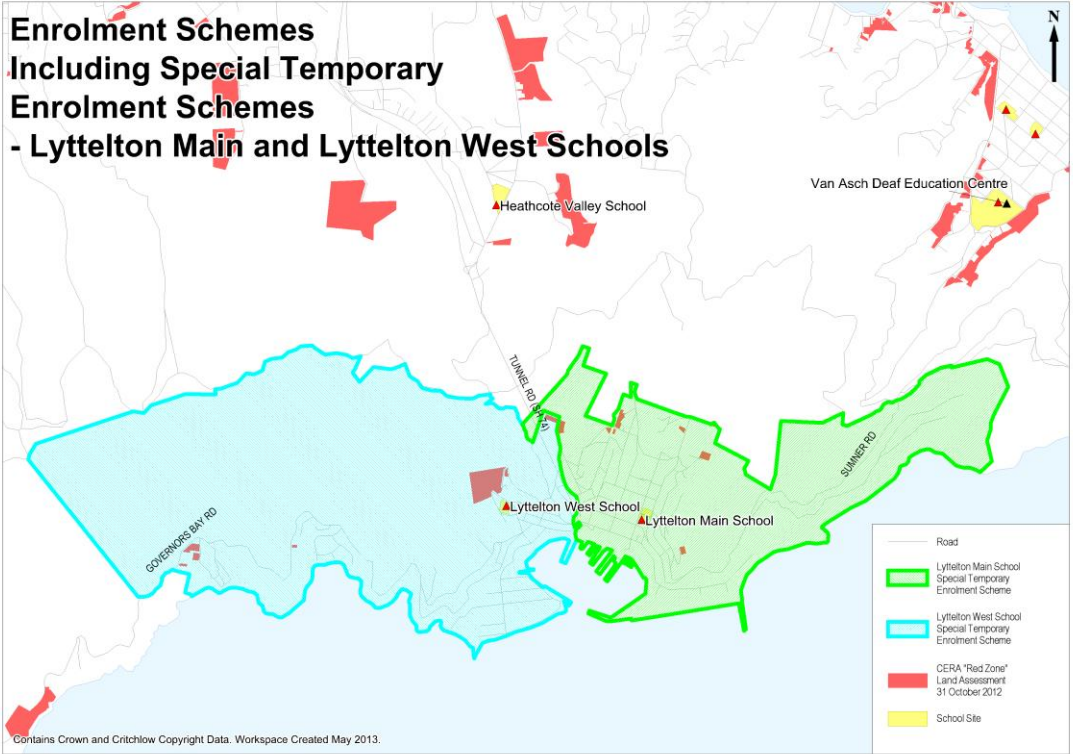 Enrolment Schemes
Including Special Temporary
Enrolment Schemes
- Lyttelton Main and Lyttelton West Schools
N
Van Asch Deaf Education Centre
Heathcote Valley School
TUNNEL RD (SH 74)
SUMNER RD
Lyttelton West School
Lyttelton Main School
GOVERNORS BAY RD
Road
Lyttelton Main School
Special Temporary
Enrolment Scheme
Lyttelton West School
Special Temporary
Enrolment Scheme
CERA "Red Zone"
Land Assessment
31 October 2012
School Site
Contains Crown and Critchlow Copyright Data. Workspace Created May 2013.